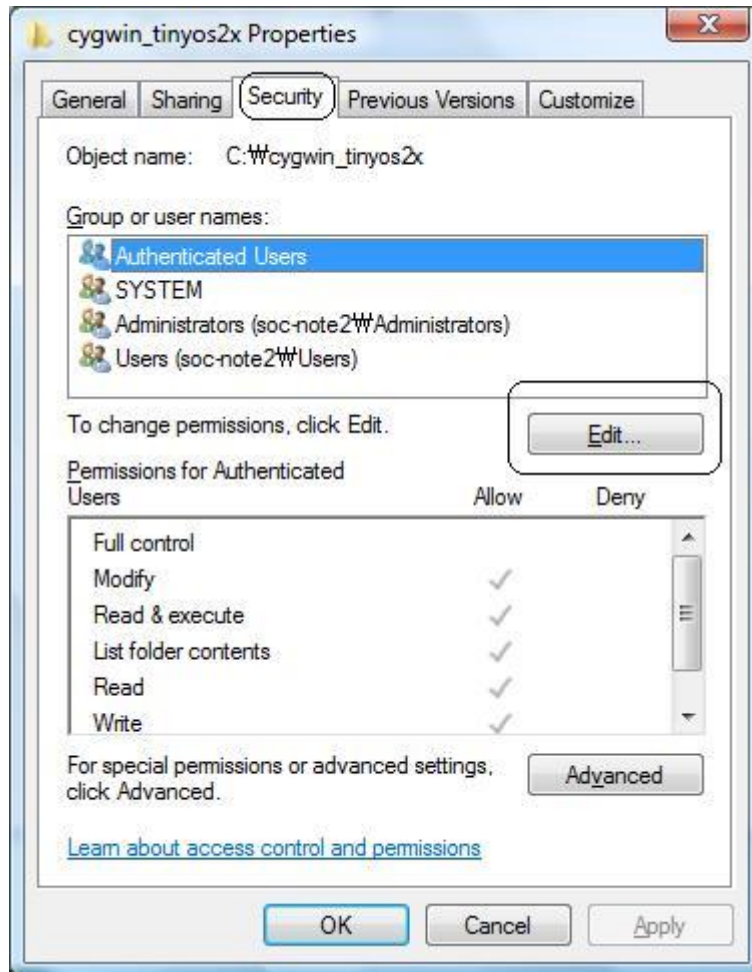 cygwin_tinyos2x Properties
General Sharing Security Previous Versions Customize
Object name: C:₩cygwin_tinyos2x
Group or user names:
Authenticated Users
SYSTEM
Administrators (soc-note2₩Administrators)
Users (soc-note2₩Users)
To change permissions, click Edit.
Edit...
Permissions for Authenticated
Users Allow Deny
Full control
Modify
Read & execute
List folder contents
Read
Write
For special permissions or advanced settings,
click Advanced.
Advanced
Learn about access control and permissions
OK Cancel Apply